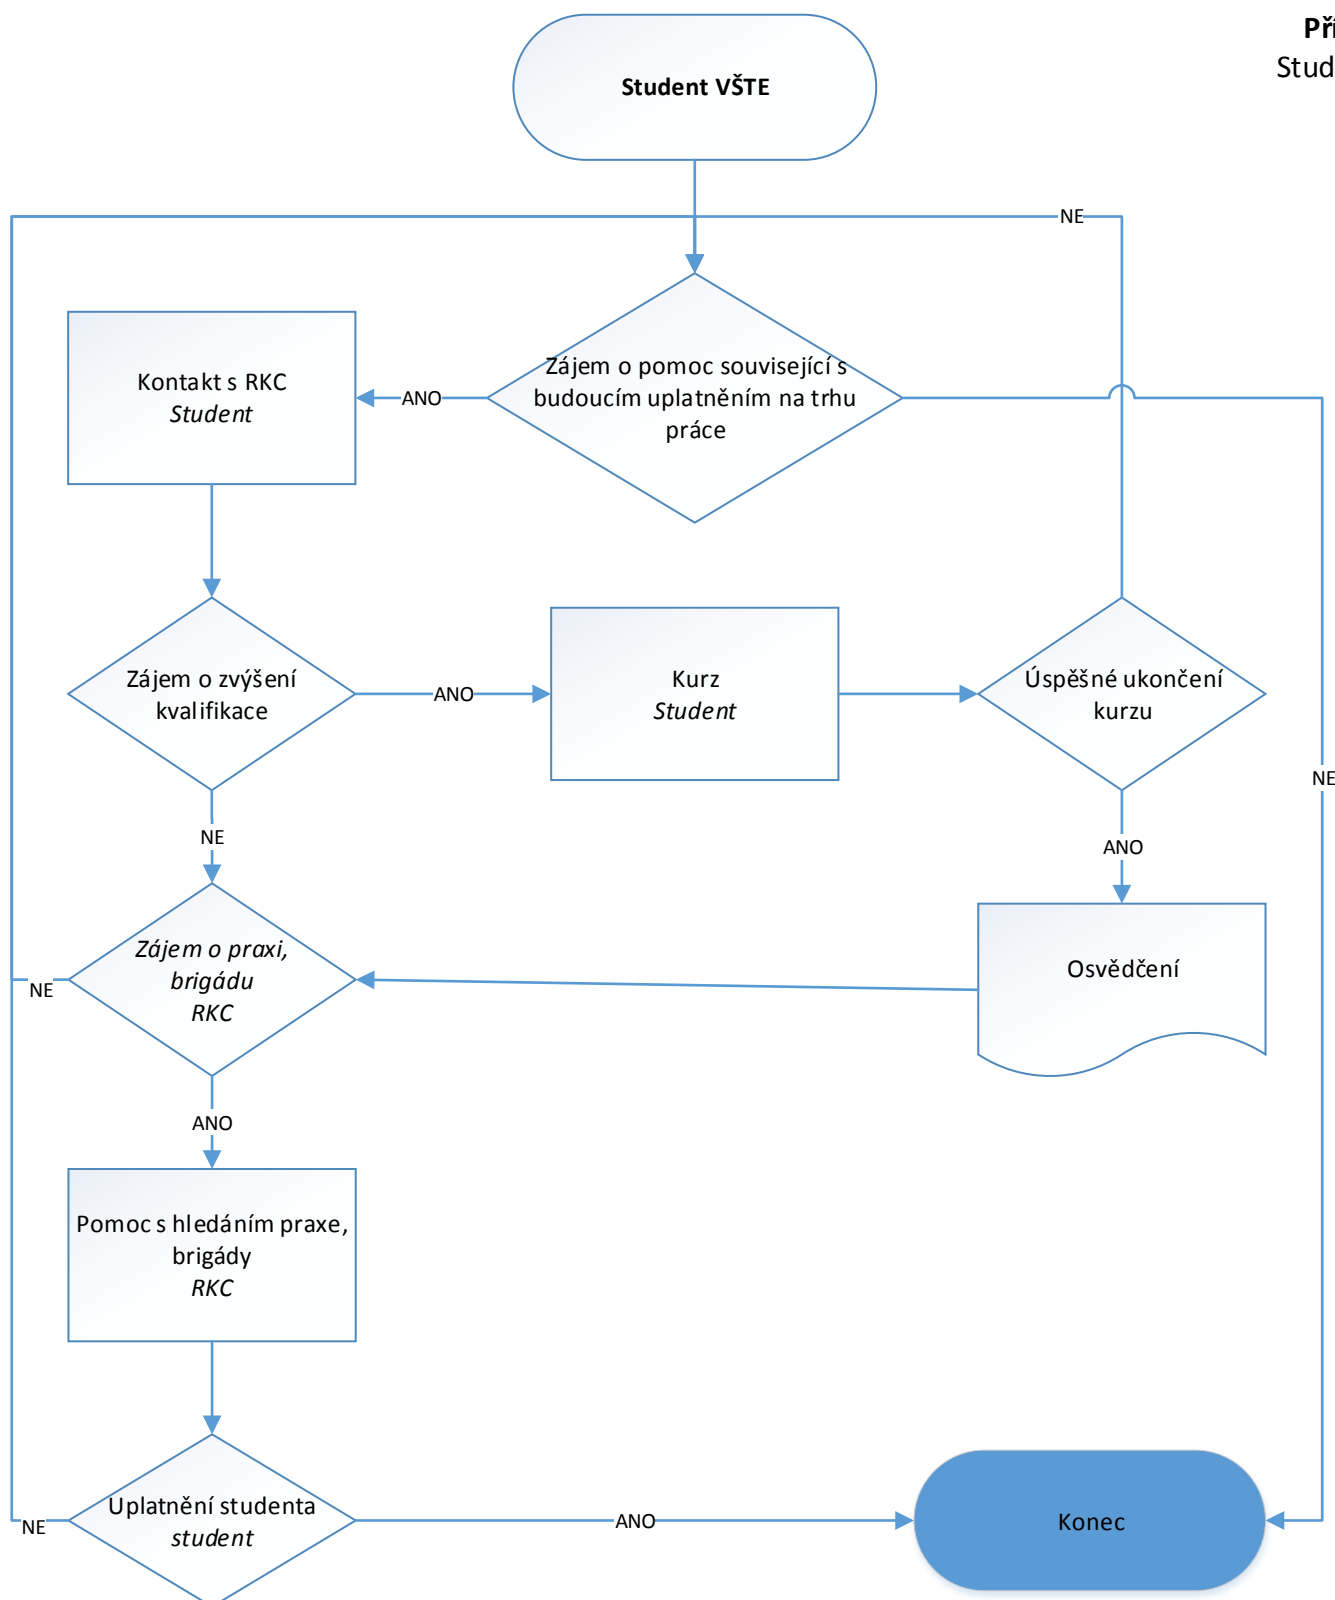 Student VŠTE
NE
Zájem o pomoc související s
budoucím uplatněním na trhu
práce
ANO
Kontakt s RKC
Student
Zájem o zvýšení
kvalifikace
ANO
Kurz
Student
Úspěšné ukončení
kurzu
NE
NE
ANO
Zájem o praxi,
brigádu
RKC
NE
Osvědčení
ANO
Pomoc s hledáním praxe,
brigády
RKC
Uplatnění studenta
student
NE
ANO
Konec